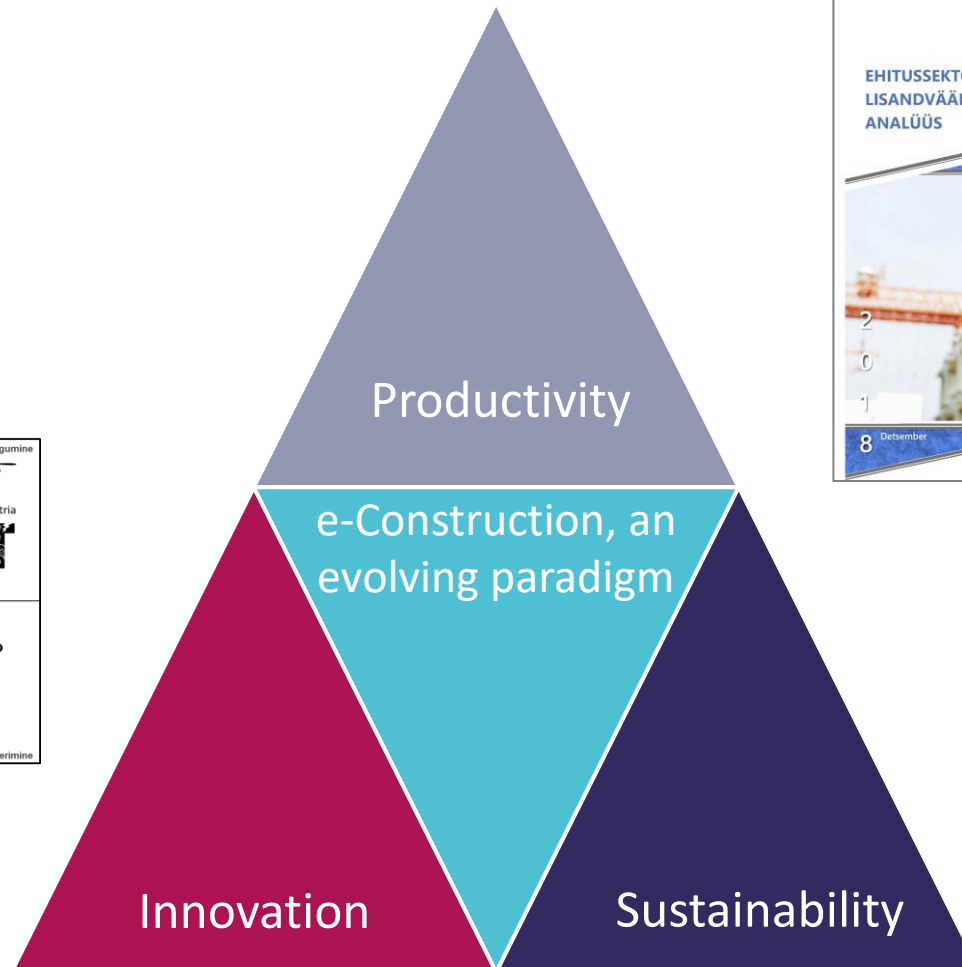 EHITUSSEKT
LISANDVÄÄ
ANALÜÜS
2
0
1
8
Detsember
Productivity
e-Construction, an
evolving paradigm
gumine
tria
erimine
Innovation
Sustainability